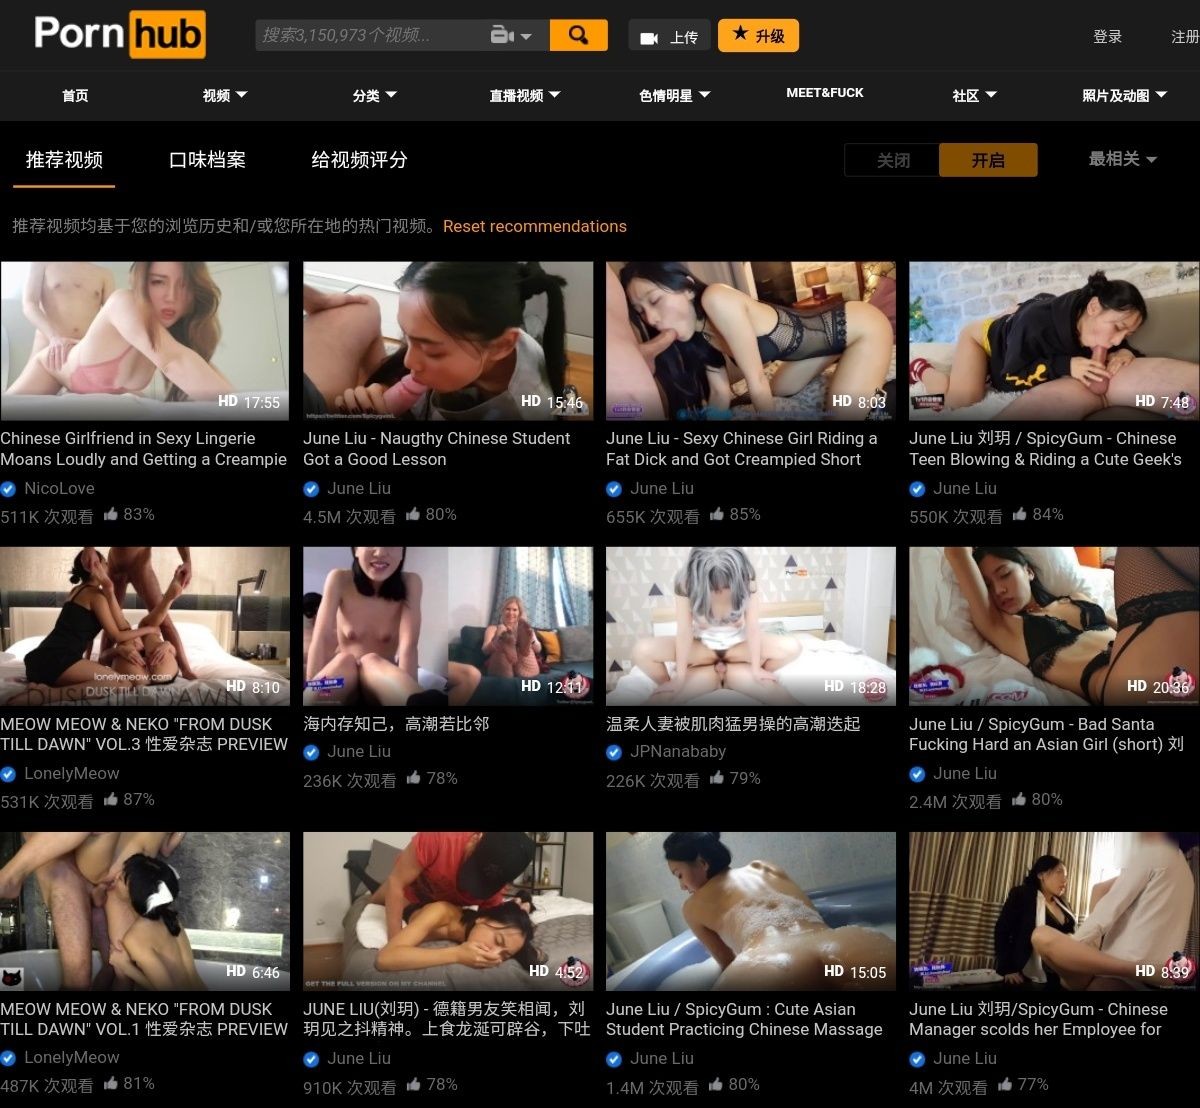 Pornhub
搜索3,150,973个视频...
上传
升级
登录
注册
首页
视频
分类
直播视频
色情明星
MEET&FUCK
社区
照片及动图
推荐视频
口味档案
给视频评分
关闭
开启
最相关
推荐视频均基于您的浏览历史和/或您所在地的热门视频。Reset recommendations
HD 17:55
HD 15:46
HD 8:03
HD 7:48
Chinese Girlfriend in Sexy Lingerie
Moans Loudly and Getting a Creampie
NicoLove
511K 次观看 83%
June Liu - Naugthy Chinese Student
Got a Good Lesson
June Liu
4.5M 次观看 80%
June Liu - Sexy Chinese Girl Riding a
Fat Dick and Got Creampied Short
June Liu
655K 次观看 85%
June Liu 刘玥 / SpicyGum - Chinese
Teen Blowing & Riding a Cute Geek's
June Liu
550K 次观看 84%
lonelymeow.com
DUSK TILL DAWN
HD 8:10
HD 12:11
Pornhub
HD 18:28
HD 20:36
MEOW MEOW & NEKO "FROM DUSK
TILL DAWN" VOL.3 性爱杂志 PREVIEW
LonelyMeow
531K 次观看 87%
海内存知己，高潮若比邻
June Liu
236K 次观看 78%
温柔人妻被肌肉猛男操的高潮迭起
JPNanababy
226K 次观看 79%
June Liu / SpicyGum - Bad Santa
Fucking Hard an Asian Girl (short) 刘
June Liu
2.4M 次观看 80%
HD 6:46
GET THE FULL VERSION ON MY CHANNEL
HD 4:52
HD 15:05
HD 8:39
MEOW MEOW & NEKO "FROM DUSK
TILL DAWN" VOL.1 性爱杂志 PREVIEW
LonelyMeow
487K 次观看 81%
JUNE LIU(刘玥) - 德籍男友笑相闻，刘
玥见之抖精神。上食龙涎可辟谷，下吐
June Liu
910K 次观看 78%
June Liu / SpicyGum : Cute Asian
Student Practicing Chinese Massage
June Liu
1.4M 次观看 80%
June Liu 刘玥/SpicyGum - Chinese
Manager scolds her Employee for
June Liu
4M 次观看 77%